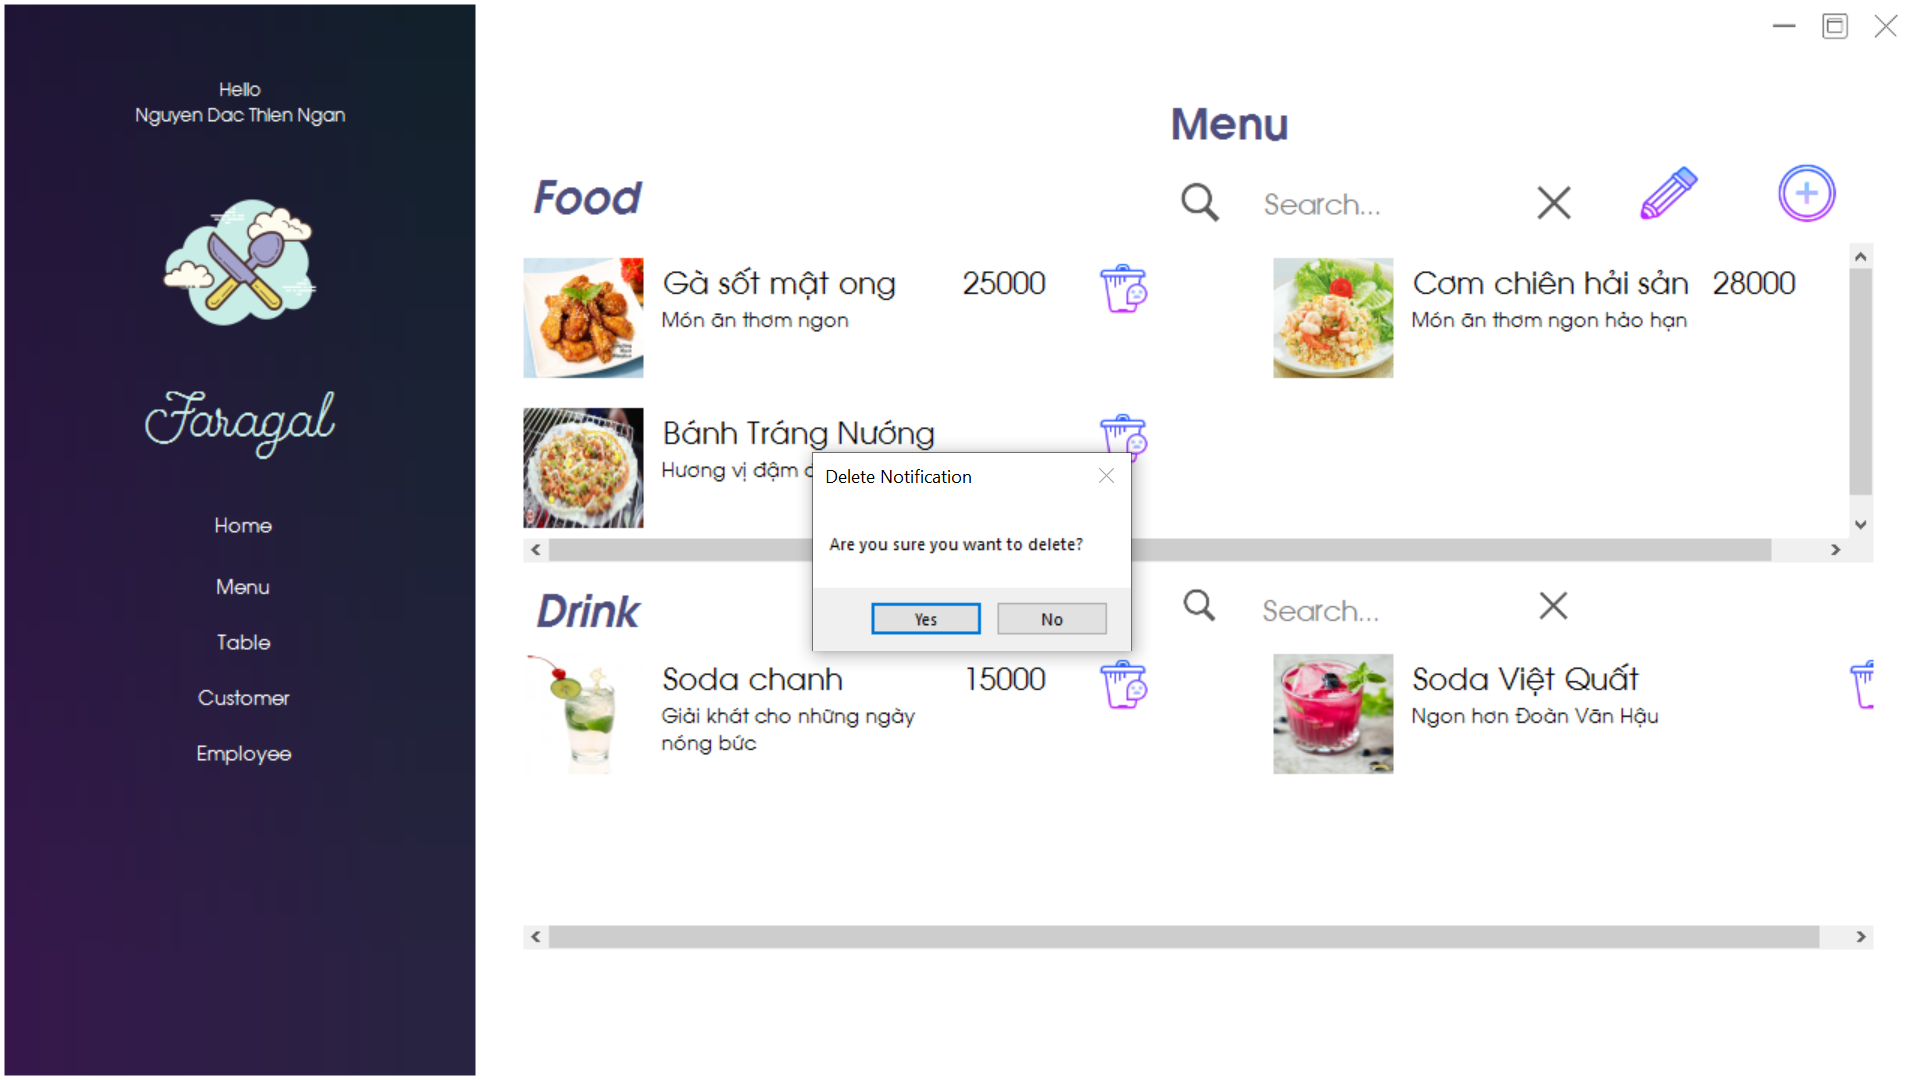 Hello
Nguyen Dac Thien Ngan
Faragal
Home
Menu
Table
Customer
Employee
Menu
Food
Search...
Gà sốt mật ong 25000
Món ăn thơm ngon
Cơm chiên hải sản 28000
Món ăn thơm ngon hảo hạn
Bánh Tráng Nướng
Hương vị đậm
Delete Notification
Are you sure you want to delete?
Yes No
Drink
Search...
Soda chanh 15000
Giải khát cho những ngày
nóng bức
Soda Việt Quất
Ngon hơn Đoàn Văn Hậu